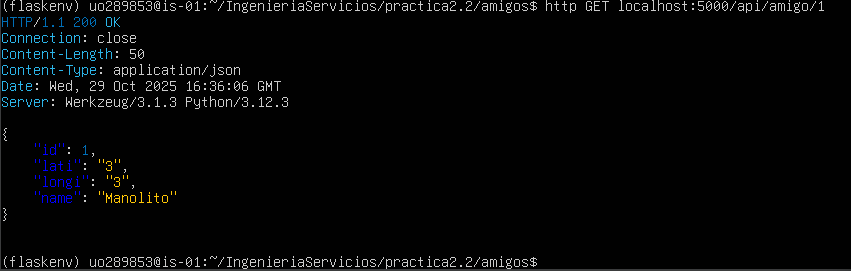 (flaskenv) uo289853@is-01:~/IngenieriaServicios/practica2.2/amigos$ http GET localhost:5000/api/amigo/1
HTTP/1.1 200 OK
Connection: close
Content-Length: 50
Content-Type: application/json
Date: Wed, 29 Oct 2025 16:36:06 GMT
Server: Werkzeug/3.1.3 Python/3.12.3
{
"id": 1,
"lati": "3",
"longi": "3",
"name": "Manolito"
}
(flaskenv) uo289853@is-01:~/IngenieriaServicios/practica2.2/amigos$